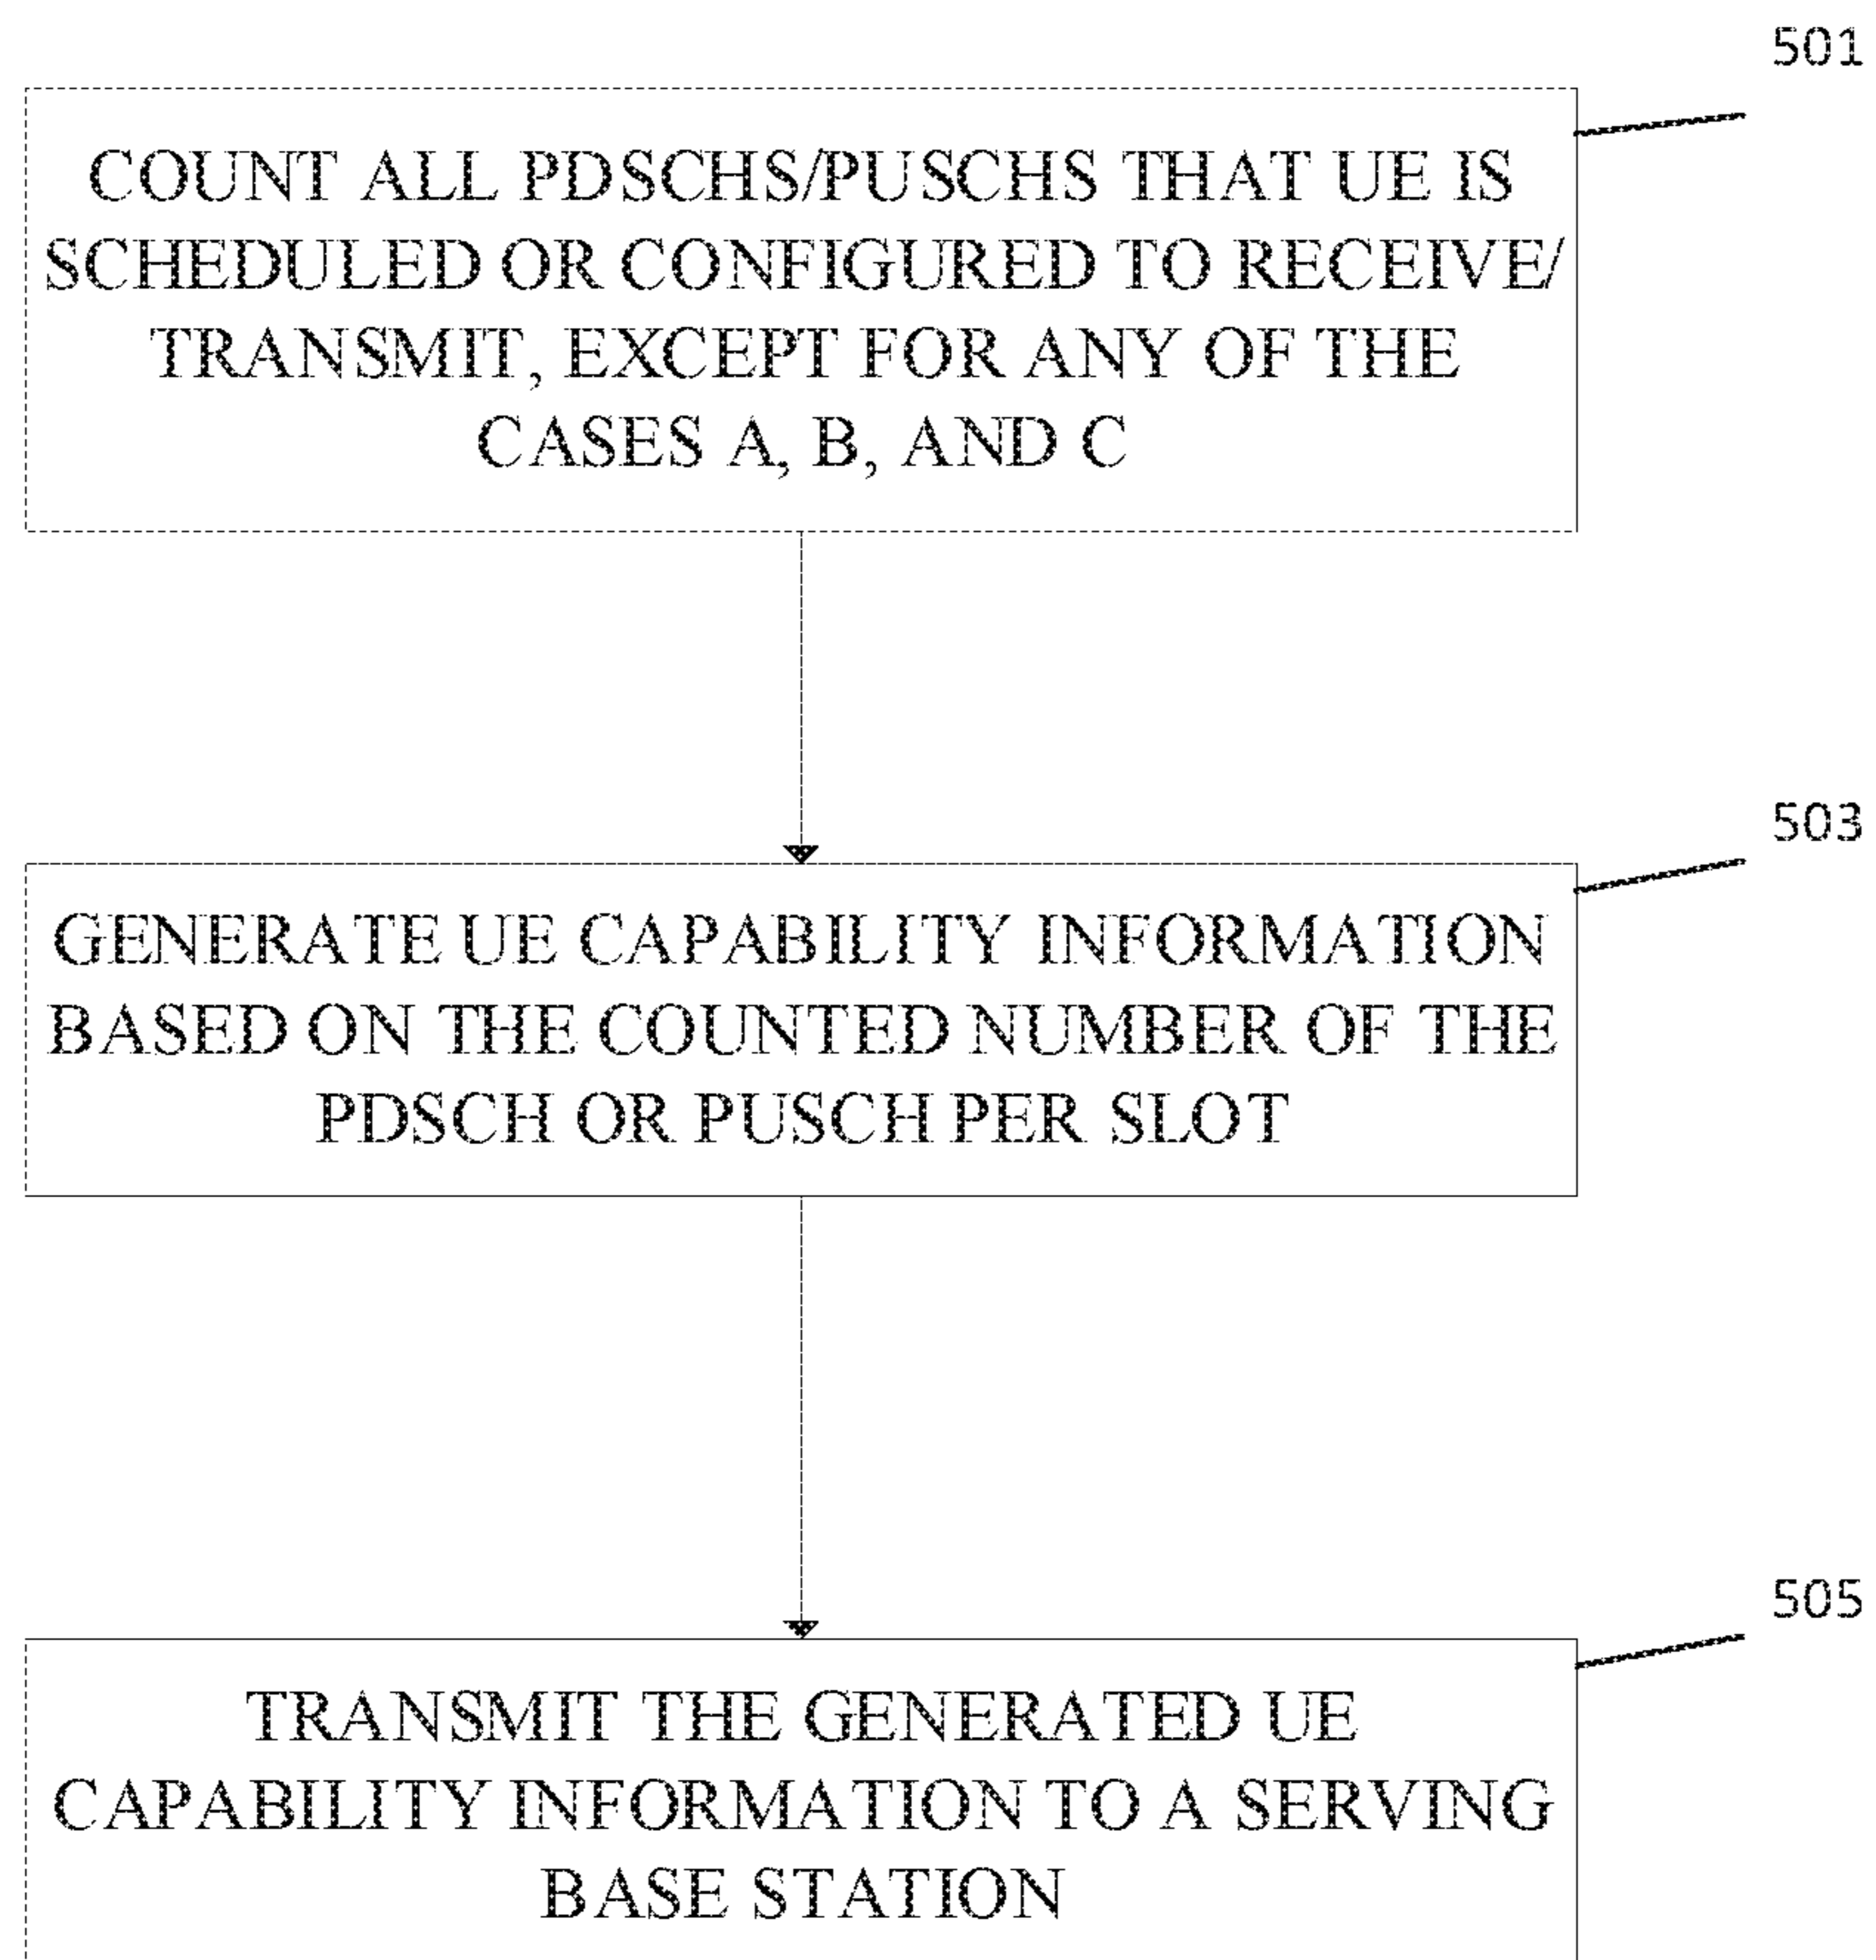 501
COUNT ALL PDSCHS/PUSCHS THAT UE IS
SCHEDULED OR CONFIGURED TO RECEIVE/
TRANSMIT, EXCEPT FOR ANY OF THE
CASES A, B, AND C
503
GENERATE UE CAPABILITY INFORMATION
BASED ON THE COUNTED NUMBER OF THE
PDSCH OR PUSCH PER SLOT
505
TRANSMIT THE GENERATED UE
CAPABILITY INFORMATION TO A SERVING
BASE STATION